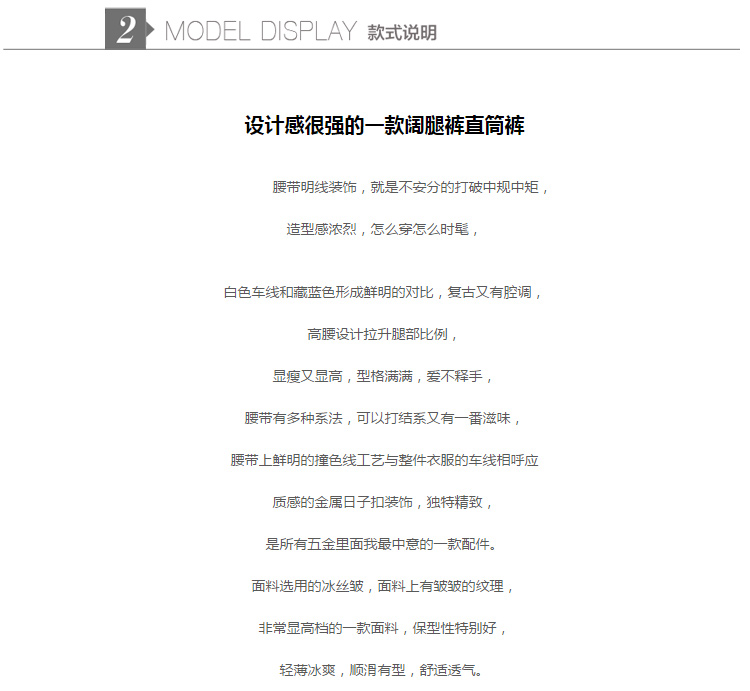 2 MODEL DISPLAY 款式说明
设计感很强的一款阔腿裤直筒裤
腰带明线装饰，就是不安分的打破中规中矩，
造型感浓烈，怎么穿怎么时髦，
白色车线和藏蓝色形成鲜明的对比，复古又有腔调，
高腰设计拉升腿部比例，
显瘦又显高，型格满满，爱不释手，
腰带有多种系法，可以打结系又有一番滋味，
腰带上鲜明的撞色线工艺与整件衣服的车线相呼应
质感的金属日子扣装饰，独特精致，
是所有五金里面我最中意的一款配件。
面料选用的冰丝皱，面料上有皱皱的纹理，
非常显高档的一款面料，保型性特别好，
轻薄冰爽，顺滑有型，舒适透气。